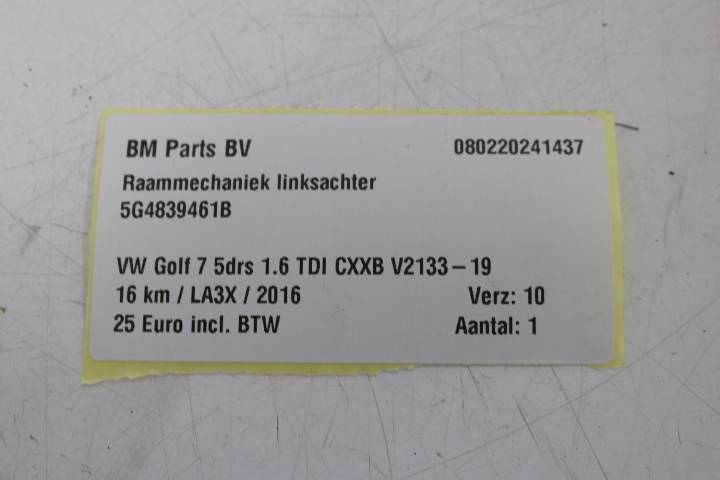 BM Parts BV 080220241437
Raammechaniek linksachter
5G4839461B
VW Golf 7 5drs 1.6 TDI CXXB V2133-19
16 km / LA3X / 2016 Verz: 10
25 Euro incl. BTW Aantal: 1